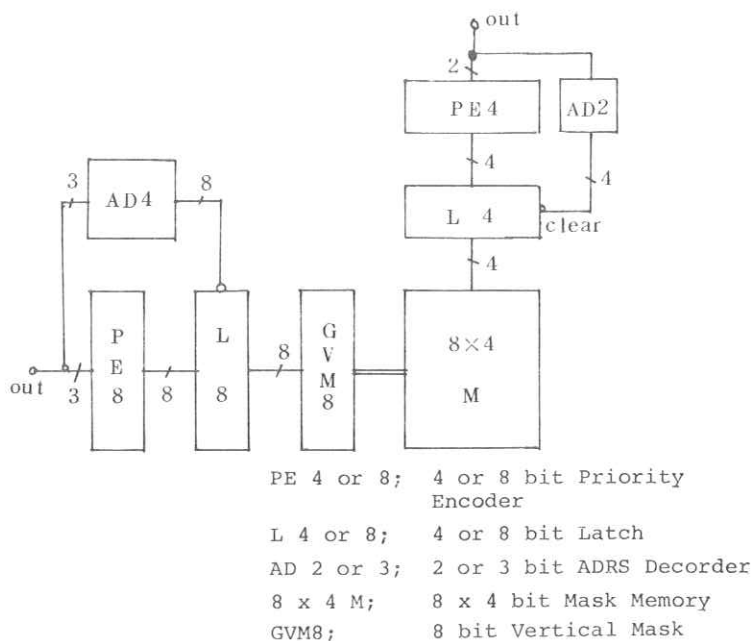 out
2
PE4
AD2
4
4
L 4
clear
4
3
AD4
8
P
E
8
L
8
G
V
M
8
8×4
M
out
3
8
8
PE 4 or 8; 4 or 8 bit Priority
Encoder
L 4 or 8; 4 or 8 bit Latch
AD 2 or 3; 2 or 3 bit ADRS Decorder
8 x 4 M; 8 x 4 bit Mask Memory
GVM8; 8 bit Vertical Mask